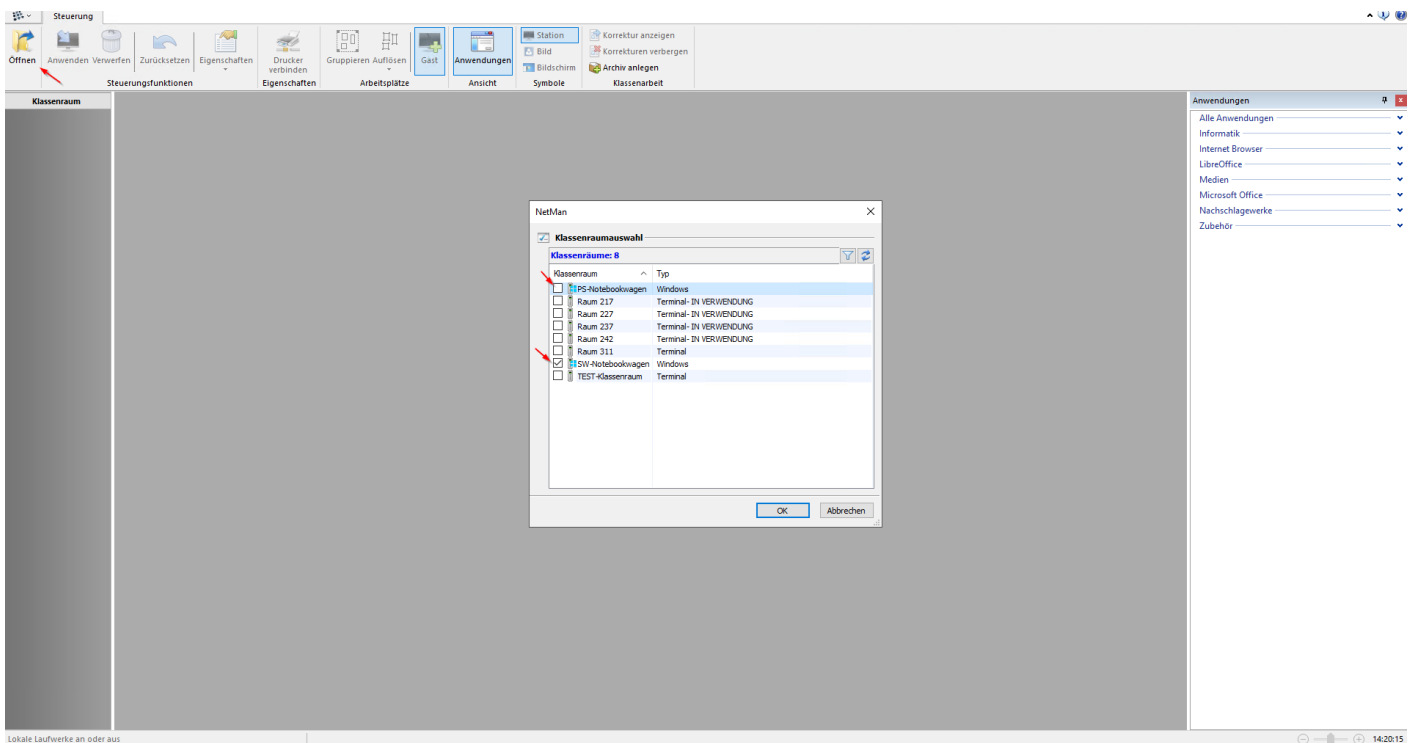 Steuerung
Öffnen
Anwenden Verwerfen
Zurücksetzen
Eigenschaften
Drucker
verbinden
Gruppieren Auflösen
Gast
Anwendungen
Station
Bild
Bildschirm
Korrektur anzeigen
Korrekturen verbergen
Archiv anlegen
Steuerungsfunktionen
Eigenschaften
Arbeitsplätze
Ansicht
Symbole
Klassenarbeit
Klassenraum
NetMan
Klassenraumauswahl
Klassenräume: 8
Klassenraum Typ
PS-Notebookwagen Windows
Raum 217 Terminal- IN VERWENDUNG
Raum 227 Terminal- IN VERWENDUNG
Raum 237 Terminal- IN VERWENDUNG
Raum 242 Terminal- IN VERWENDUNG
Raum 311 Terminal
SW-Notebookwagen Windows
TEST-Klassenraum Terminal
OK Abbrechen
Anwendungen
Alle Anwendungen
Informatik
Internet Browser
LibreOffice
Medien
Microsoft Office
Nachschlagewerke
Zubehör
Lokale Laufwerke an oder aus
14:20:15